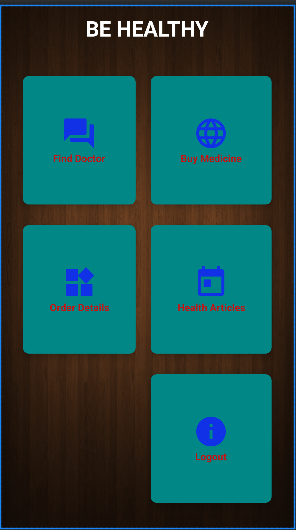 BE HEALTHY
Find Doctor
Buy Medicine
Order Details
Health Articles
Logout